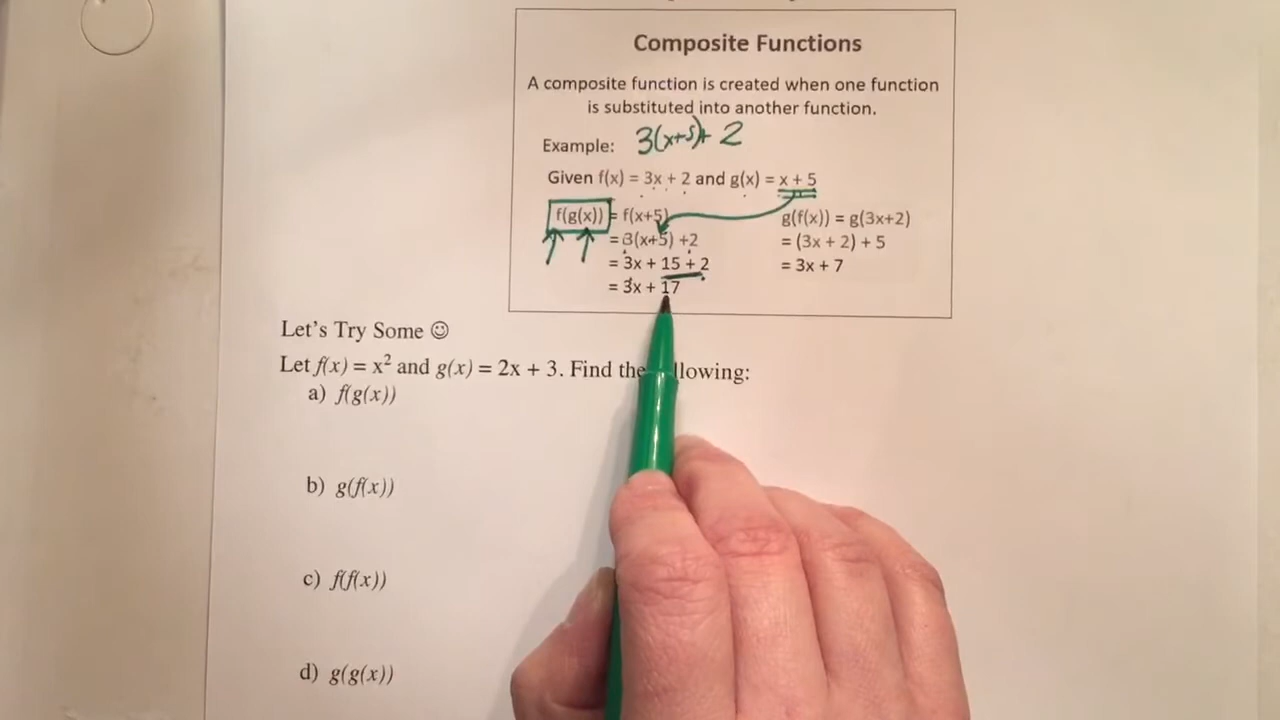 Composite Functions
A composite function is created when one function
is substituted into another function.
Example: 3(x+5)+ 2
Given f(x) = 3x + 2 and g(x) = x + 5
f(g(x)) = f(x+5)
= 3(x+5) +2
= 3x + 15 + 2
= 3x + 17
g(f(x)) = g(3x+2)
= (3x + 2) + 5
= 3x + 7
Let's Try Some ☺
Let f(x) = x² and g(x) = 2x + 3. Find the llowing:
a) f(g(x))
b) g(f(x))
c) f(f(x))
d) g(g(x))